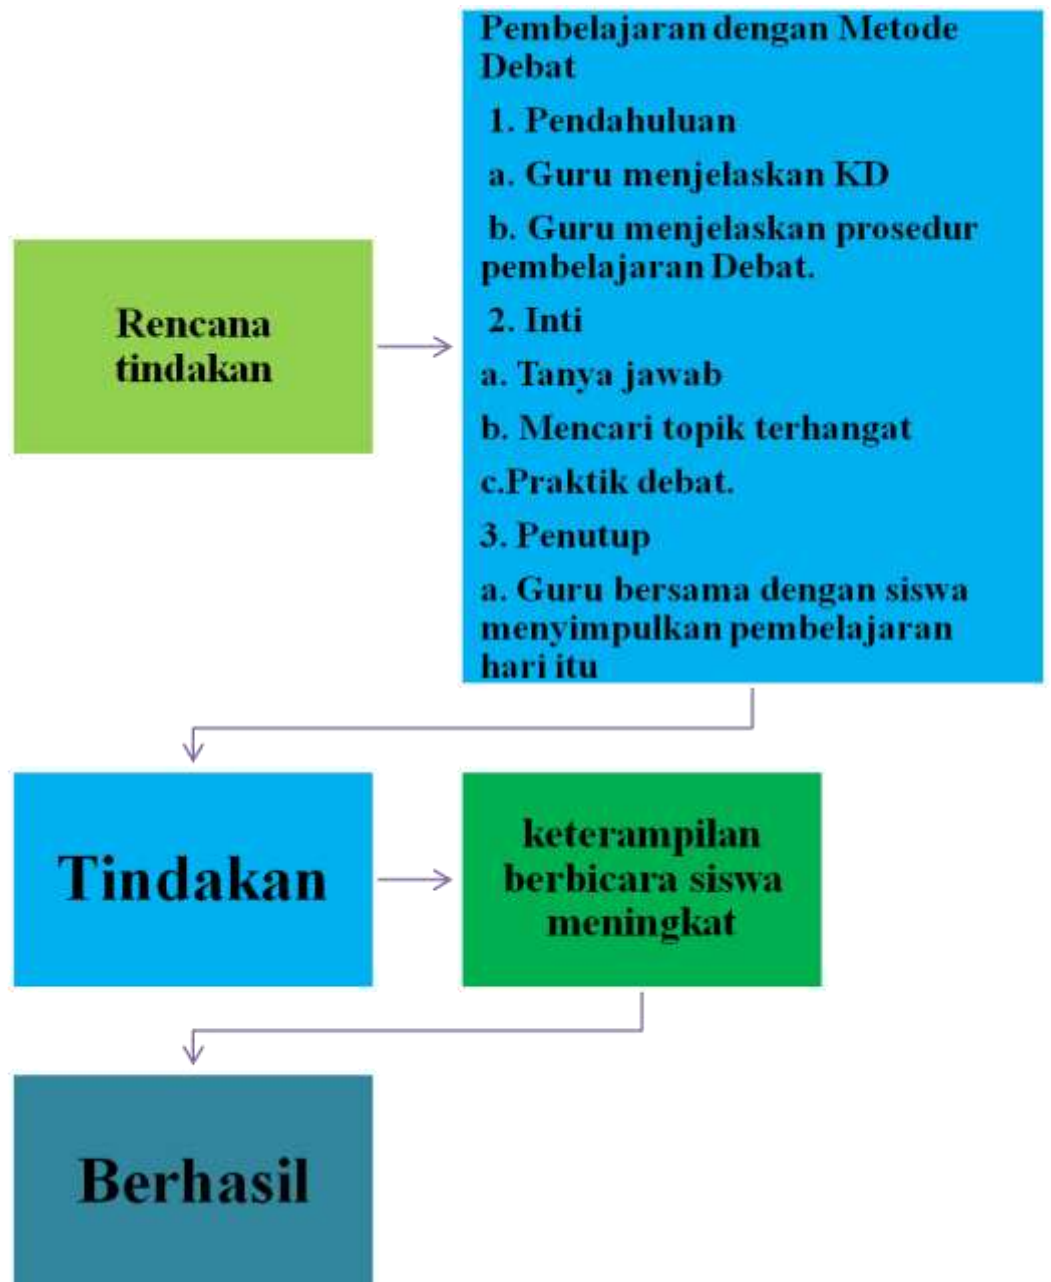 Pembelajaran dengan Metode
Debat
1. Pendahuluan
a. Guru menjelaskan KD
b. Guru menjelaskan prosedur
pembelajaran Debat.
2. Inti
a. Tanya jawab
b. Mencari topik terhangat
c.Praktik debat.
3. Penutup
a. Guru bersama dengan siswa
menyimpulkan pembelajaran
hari itu
Rencana
tindakan
Tindakan
keterampilan
berbicara siswa
meningkat
Berhasil